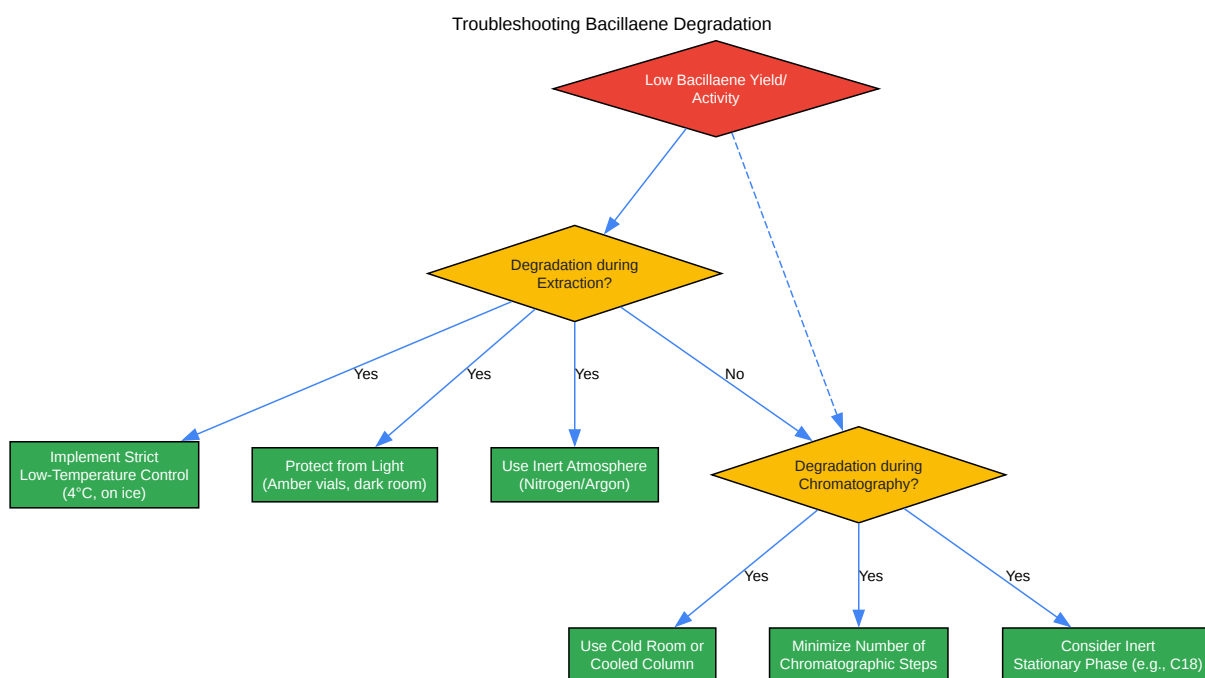 Troubleshooting Bacillaene Degradation
Low Bacillaene Yield/
Activity
Degradation during
Extraction?
Yes
Yes
Yes
No
Implement Strict
Low-Temperature Control
(4°C, on ice)
Protect from Light
(Amber vials, dark room)
Use Inert Atmosphere
(Nitrogen/Argon)
Degradation during
Chromatography?
Yes
Yes
Yes
Use Cold Room or
Cooled Column
Minimize Number of
Chromatographic Steps
Consider Inert
Stationary Phase (e.g., C18)